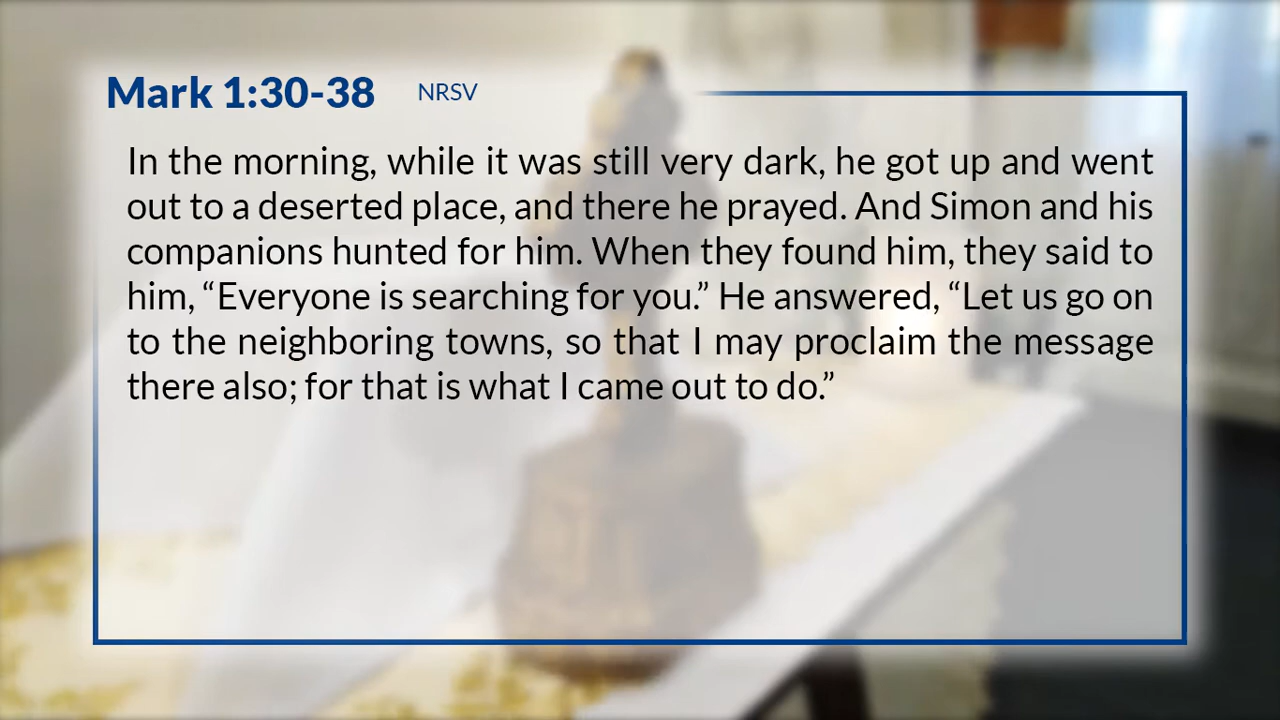 Mark 1:30-38 NRSV
In the morning, while it was still very dark, he got up and went
out to a deserted place, and there he prayed. And Simon and his
companions hunted for him. When they found him, they said to
him, “Everyone is searching for you.” He answered, “Let us go on
to the neighboring towns, so that I may proclaim the message
there also; for that is what I came out to do.”